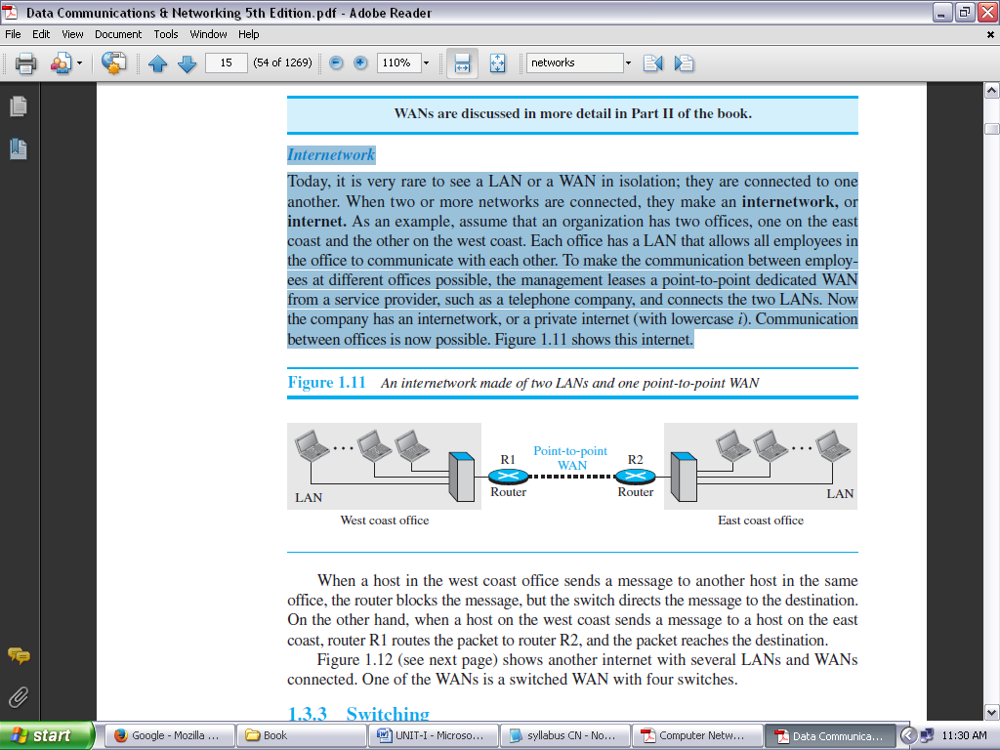 Data Communications & Networking 5th Edition.pdf - Adobe Reader
File Edit View Document Tools Window Help
15 (54 of 1269) 110% networks
WANs are discussed in more detail in Part II of the book.
Internetwork
Today, it is very rare to see a LAN or a WAN in isolation; they are connected to one
another. When two or more networks are connected, they make an internetwork, or
internet. As an example, assume that an organization has two offices, one on the east
coast and the other on the west coast. Each office has a LAN that allows all employees in
the office to communicate with each other. To make the communication between employ-
ees at different offices possible, the management leases a point-to-point dedicated WAN
from a service provider, such as a telephone company, and connects the two LANs. Now
the company has an internetwork, or a private internet (with lowercase i). Communication
between offices is now possible. Figure 1.11 shows this internet.
Figure 1.11 An internetwork made of two LANs and one point-to-point WAN
R1 Point-to-point R2
WAN
LAN Router Router LAN
West coast office East coast office
When a host in the west coast office sends a message to another host in the same
office, the router blocks the message, but the switch directs the message to the destination.
On the other hand, when a host on the west coast sends a message to a host on the east
coast, router R1 routes the packet to router R2, and the packet reaches the destination.
Figure 1.12 (see next page) shows another internet with several LANs and WANs
connected. One of the WANs is a switched WAN with four switches.
1.3.3 Switching
start Google - Mozilla ... Book UNIT-I - Microso... syllabus CN - No... Computer Netw... Data Communica... 11:30 AM